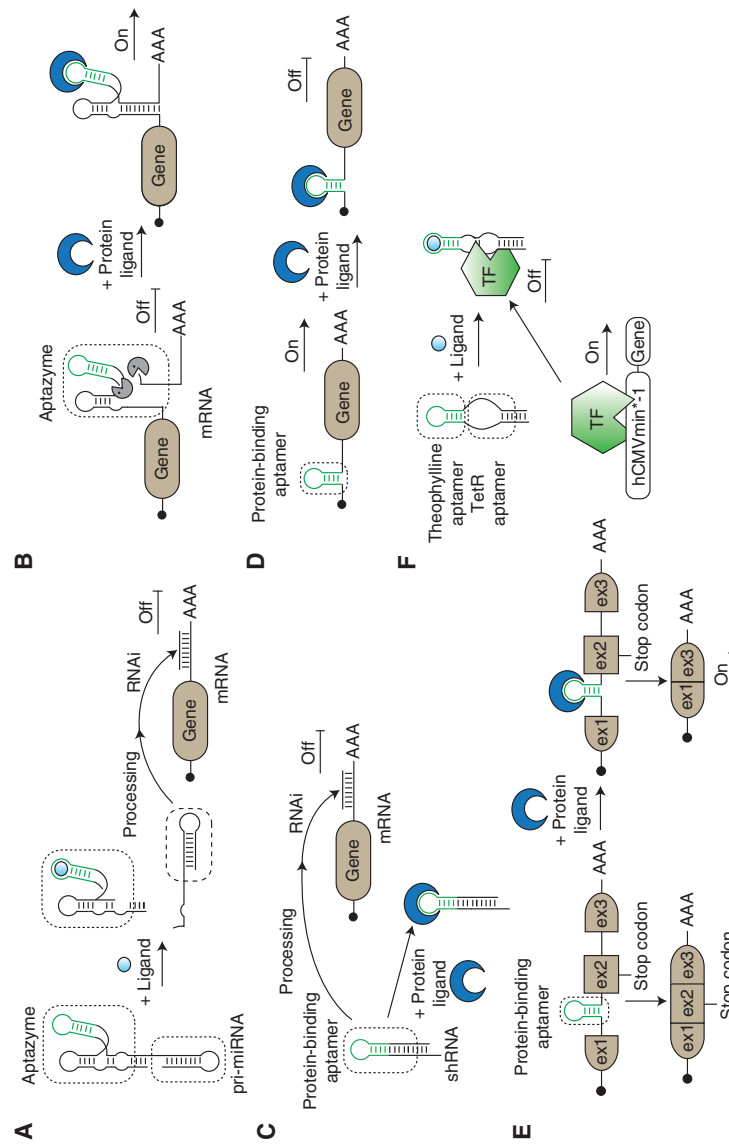 A
Aptazyme
pri-miRNA
+ Ligand
Processing
RNAi
Off
Gene
AAA
mRNA
B
Aptazyme
Off
Gene
AAA
mRNA
+ Protein
ligand
On
Gene
AAA
C
Protein-binding
aptamer
shRNA
Processing
RNAi
Off
Gene
AAA
mRNA
+ Protein
ligand
D
Protein-binding
aptamer
On
Gene
AAA
+ Protein
ligand
Off
Gene
AAA
E
Protein-binding
aptamer
ex1
ex2
ex3
AAA
Stop codon
ex1
ex2
ex3
AAA
Stop codon
+ Protein
ligand
ex1
ex2
ex3
AAA
Stop codon
ex1
ex3
AAA
On
F
Theophylline
aptamer
TetR
aptamer
+ Ligand
TF
Off
TF
On
hCMVmin*-1
Gene